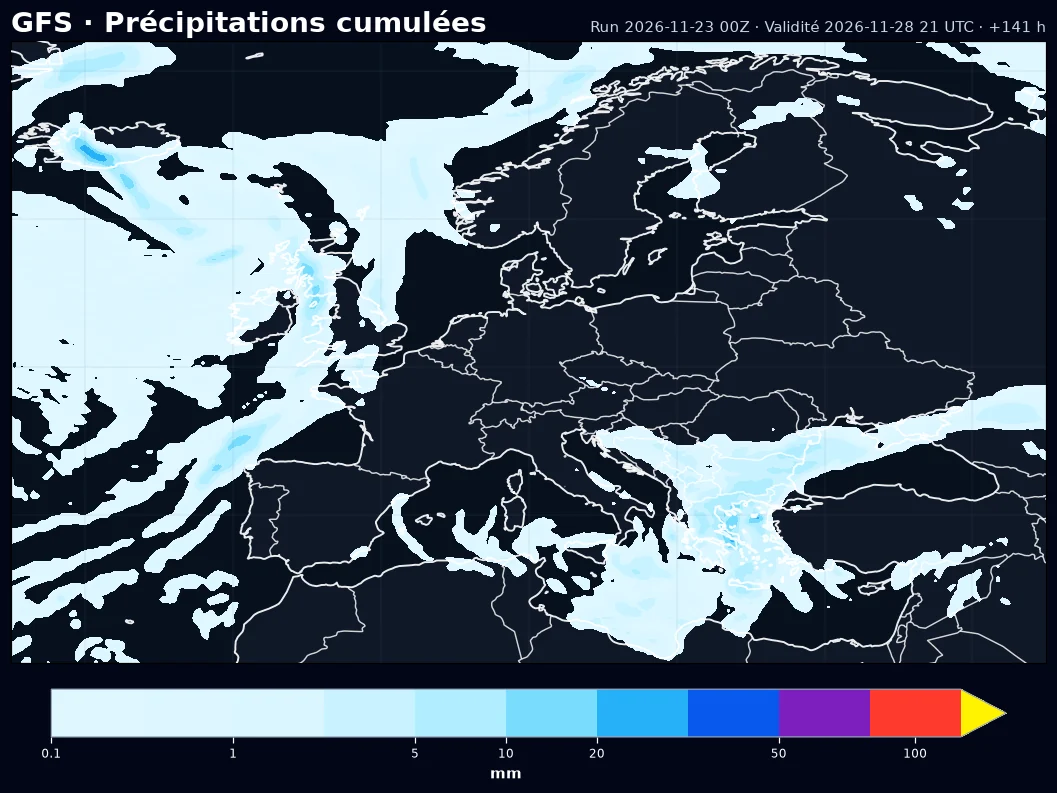 GFS · Précipitations cumulées
Run 2026-11-23 00Z · Validité 2026-11-28 21 UTC · +141 h
0.1 1 5 10 20 50 100
mm